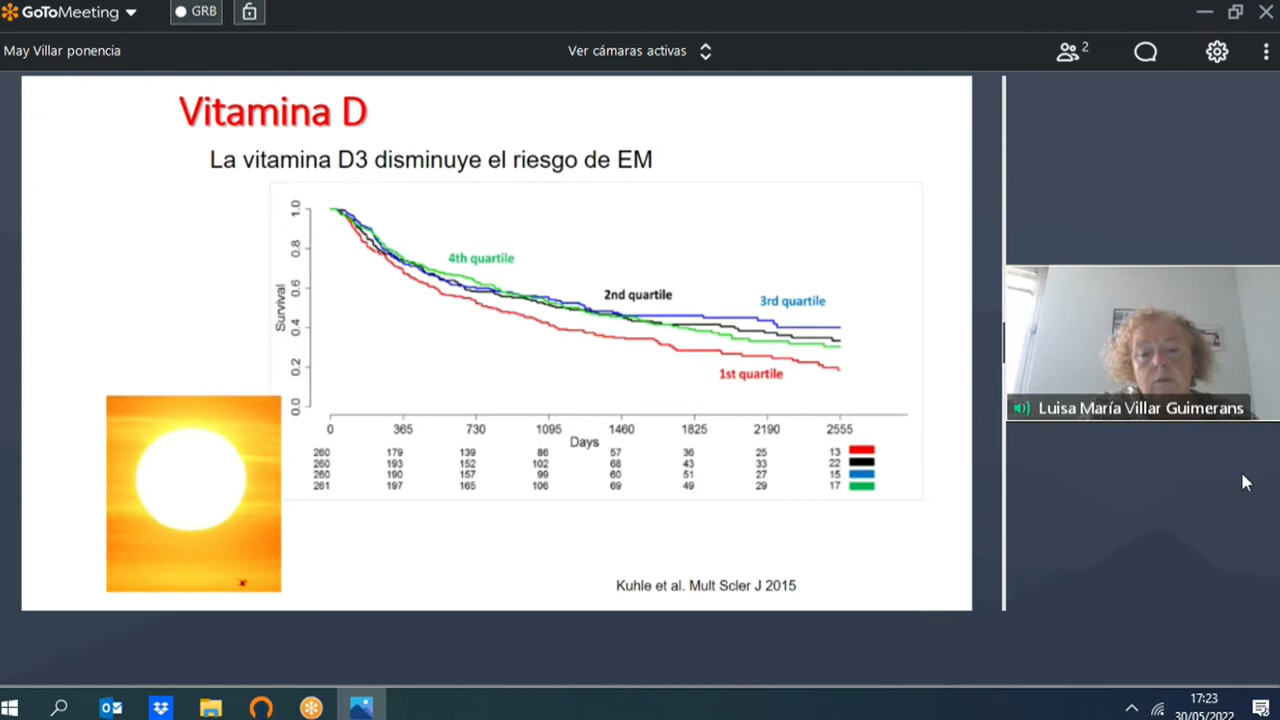 GoToMeeting
GRB
May Villar ponencia
Ver cámaras activas
2
Vitamina D
La vitamina D3 disminuye el riesgo de EM
Survival
1.0
0.8
0.6
0.4
0.2
0.0
4th quartile
2nd quartile
3rd quartile
1st quartile
0 365 730 1095 1460 1825 2190 2555
Days
260 179 139 86 57 36 25 13
260 193 152 102 68 43 33 22
260 190 157 99 60 51 27 15
261 197 165 106 69 49 29 17
Kuhle et al. Mult Scler J 2015
Luisa María Villar Guimerans
17:23
30/05/2022